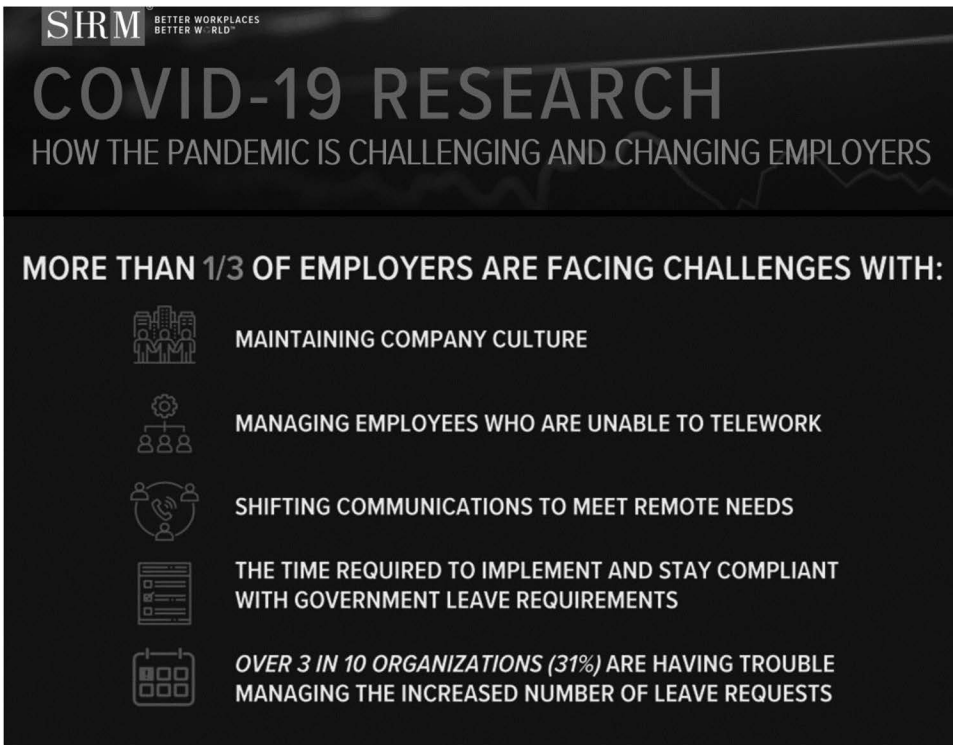 SHRM®
BETTER WORKPLACES
BETTER WORLD™
COVID-19 RESEARCH
HOW THE PANDEMIC IS CHALLENGING AND CHANGING EMPLOYERS
MORE THAN 1/3 OF EMPLOYERS ARE FACING CHALLENGES WITH:
MAINTAINING COMPANY CULTURE
MANAGING EMPLOYEES WHO ARE UNABLE TO TELEWORK
SHIFTING COMMUNICATIONS TO MEET REMOTE NEEDS
THE TIME REQUIRED TO IMPLEMENT AND STAY COMPLIANT
WITH GOVERNMENT LEAVE REQUIREMENTS
OVER 3 IN 10 ORGANIZATIONS (31%) ARE HAVING TROUBLE
MANAGING THE INCREASED NUMBER OF LEAVE REQUESTS